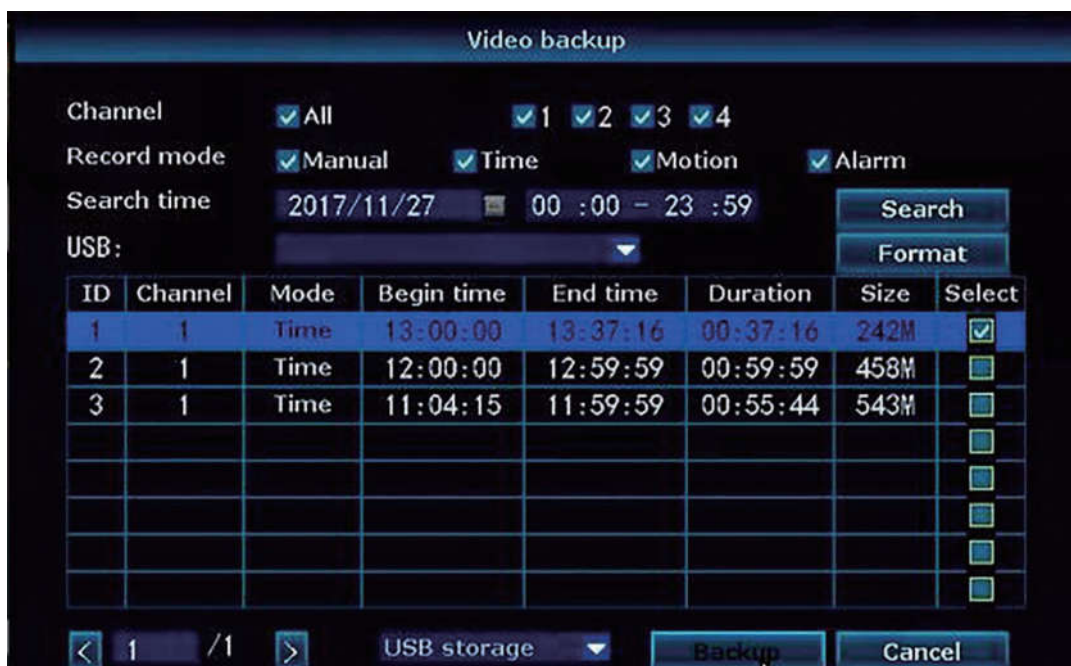 Video backup
Channel All 1 2 3 4
Record mode Manual Time Motion Alarm
Search time 2017/11/27 00 :00 - 23 :59 Search
USB: Format
ID Channel Mode Begin time End time Duration Size Select
1 1 Time 13:00:00 13:37:16 00:37:16 242M
2 1 Time 12:00:00 12:59:59 00:59:59 458M
3 1 Time 11:04:15 11:59:59 00:55:44 543M
< 1 /1 > USB storage Backup Cancel